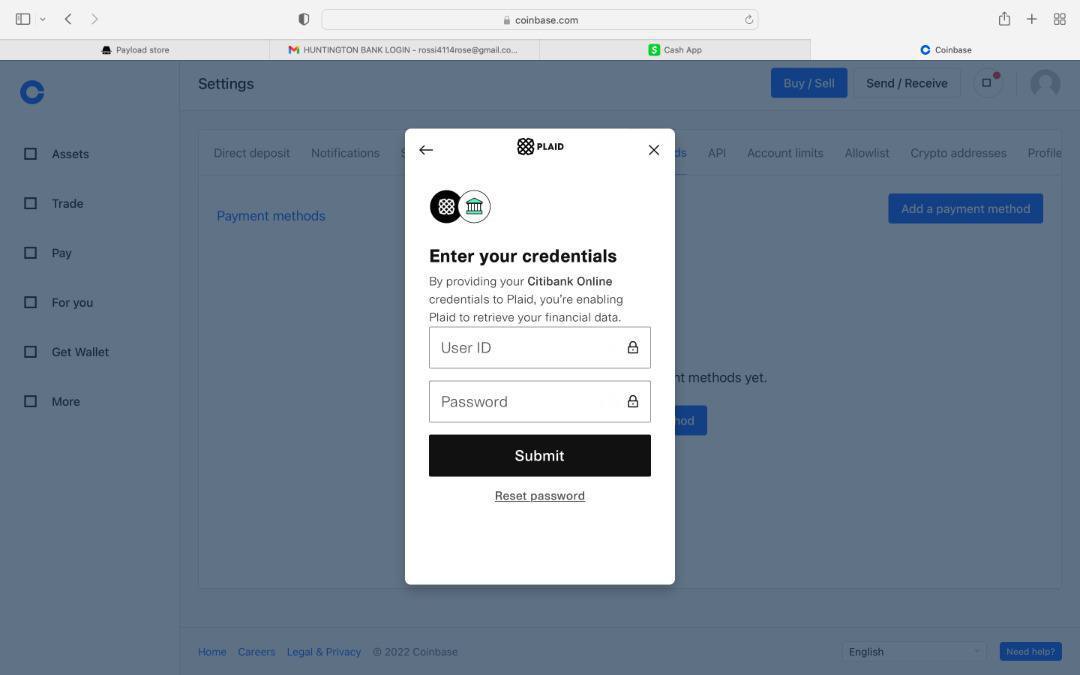 coinbase.com
Payload store
HUNTINGTON BANK LOGIN - rossi4114rose@gmail.co...
Cash App
Coinbase
Settings
Buy / Sell
Send / Receive
Assets
Trade
Pay
For you
Get Wallet
More
Direct deposit
Notifications
S
ds
API
Account limits
Allowlist
Crypto addresses
Profile
Payment methods
Add a payment method
PLAID
Enter your credentials
By providing your Citibank Online
credentials to Plaid, you're enabling
Plaid to retrieve your financial data.
User ID
Password
Submit
Reset password
nt methods yet.
hod
Home
Careers
Legal & Privacy
© 2022 Coinbase
English
Need help?